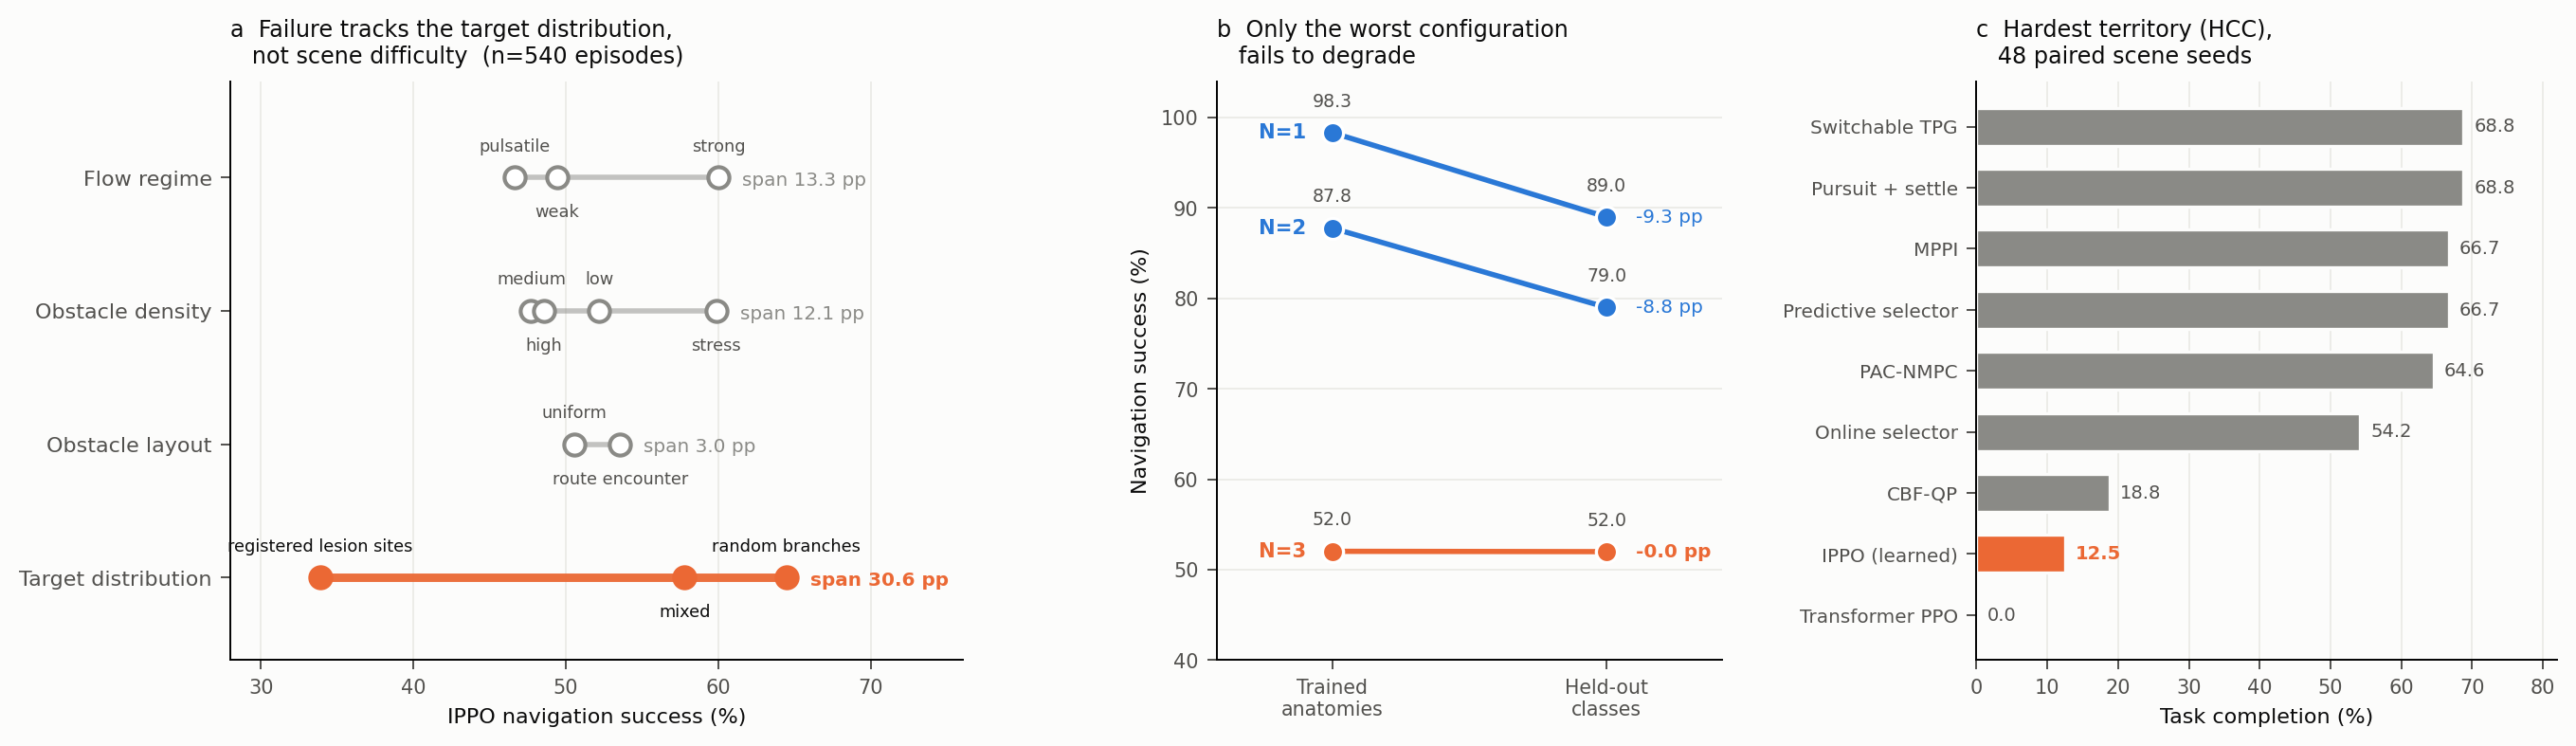 a  Failure tracks the target distribution,
not scene difficulty  (n=540 episodes)
Flow regime
pulsatile
strong
weak
span 13.3 pp
Obstacle density
medium
low
high
stress
span 12.1 pp
Obstacle layout
uniform
route encounter
span 3.0 pp
Target distribution
registered lesion sites
random branches
mixed
span 30.6 pp
30
40
50
60
70
IPPO navigation success (%)
b  Only the worst configuration
fails to degrade
Navigation success (%)
100
90
80
70
60
50
40
N=1
98.3
89.0
-9.3 pp
N=2
87.8
79.0
-8.8 pp
N=3
52.0
52.0
-0.0 pp
Trained
anatomies
Held-out
classes
c  Hardest territory (HCC),
48 paired scene seeds
Switchable TPG
68.8
Pursuit + settle
68.8
MPPI
66.7
Predictive selector
66.7
PAC-NMPC
64.6
Online selector
54.2
CBF-QP
18.8
IPPO (learned)
12.5
Transformer PPO
0.0
0
10
20
30
40
50
60
70
80
Task completion (%)